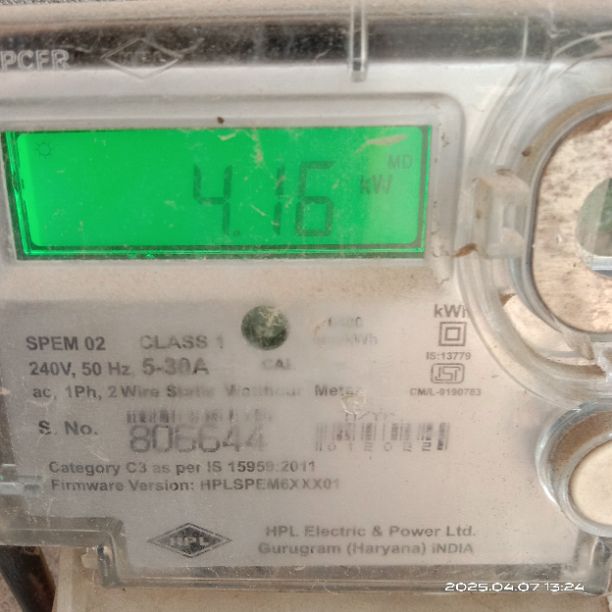 HPL
MD
4.16 kW
kWh
SPEM 02 CLASS 1
240V, 50 Hz, 5-30A
CAL
IS:13779
ac, 1Ph, 2 Wire Static Watthour Meter
CM/L-9190783
S. No. 806644
Category C3 as per IS 15959:2011
Firmware Version: HPLSPEM6XXX01
HPL
HPL Electric & Power Ltd.
Gurugram (Haryana) INDIA
2025.04.07 13:24